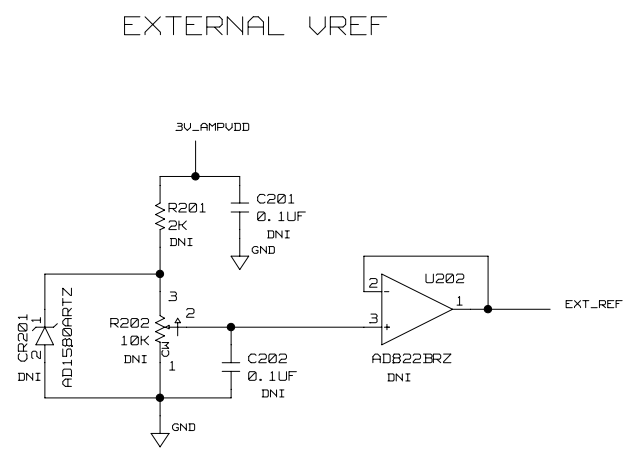 EXTERNAL VREF
3V_AMPVDD
R201
2K
DNI
C201
0.1UF
DNI
GND
CR201
DNI
AD1580ARTZ
1
2
R202
10K
DNI
3
2
CW
1
C202
0.1UF
DNI
GND
U202
2
-
3
+
1
AD822BRZ
DNI
EXT_REF